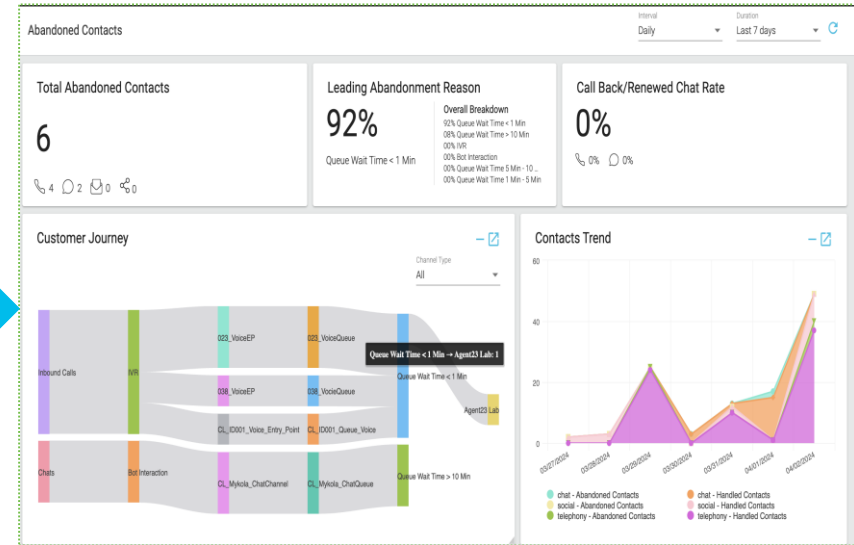 Abandoned Contacts
Interval
Daily
Duration
Last 7 days
Total Abandoned Contacts
6
4 2 0 0
Leading Abandonment Reason
92%
Queue Wait Time < 1 Min
Overall Breakdown
92% Queue Wait Time < 1 Min
08% Queue Wait Time > 10 Min
00% IVR
00% Bot Interaction
00% Queue Wait Time 5 Min - 10 ...
00% Queue Wait Time 1 Min - 5 Min
Call Back/Renewed Chat Rate
0%
0% 0%
Customer Journey
Channel Type
All
Inbound Calls
IVR
023_VoiceEP
023_VoiceQueue
Queue Wait Time < 1 Min → Agent23 Lab: 1
Queue Wait Time < 1 Min
038_VoiceEP
038_VocieQueue
Agent23 Lab
CL_ID001_Voice_Entry_Point
CL_ID001_Queue_Voice
Chats
Bot Interaction
CL_Mykola_ChatChannel
CL_Mykola_ChatQueue
Queue Wait Time > 10 Min
Contacts Trend
60
40
20
0
03/27/2024
03/28/2024
03/29/2024
03/30/2024
03/31/2024
04/01/2024
04/02/2024
chat - Abandoned Contacts
chat - Handled Contacts
social - Abandoned Contacts
social - Handled Contacts
telephony - Abandoned Contacts
telephony - Handled Contacts